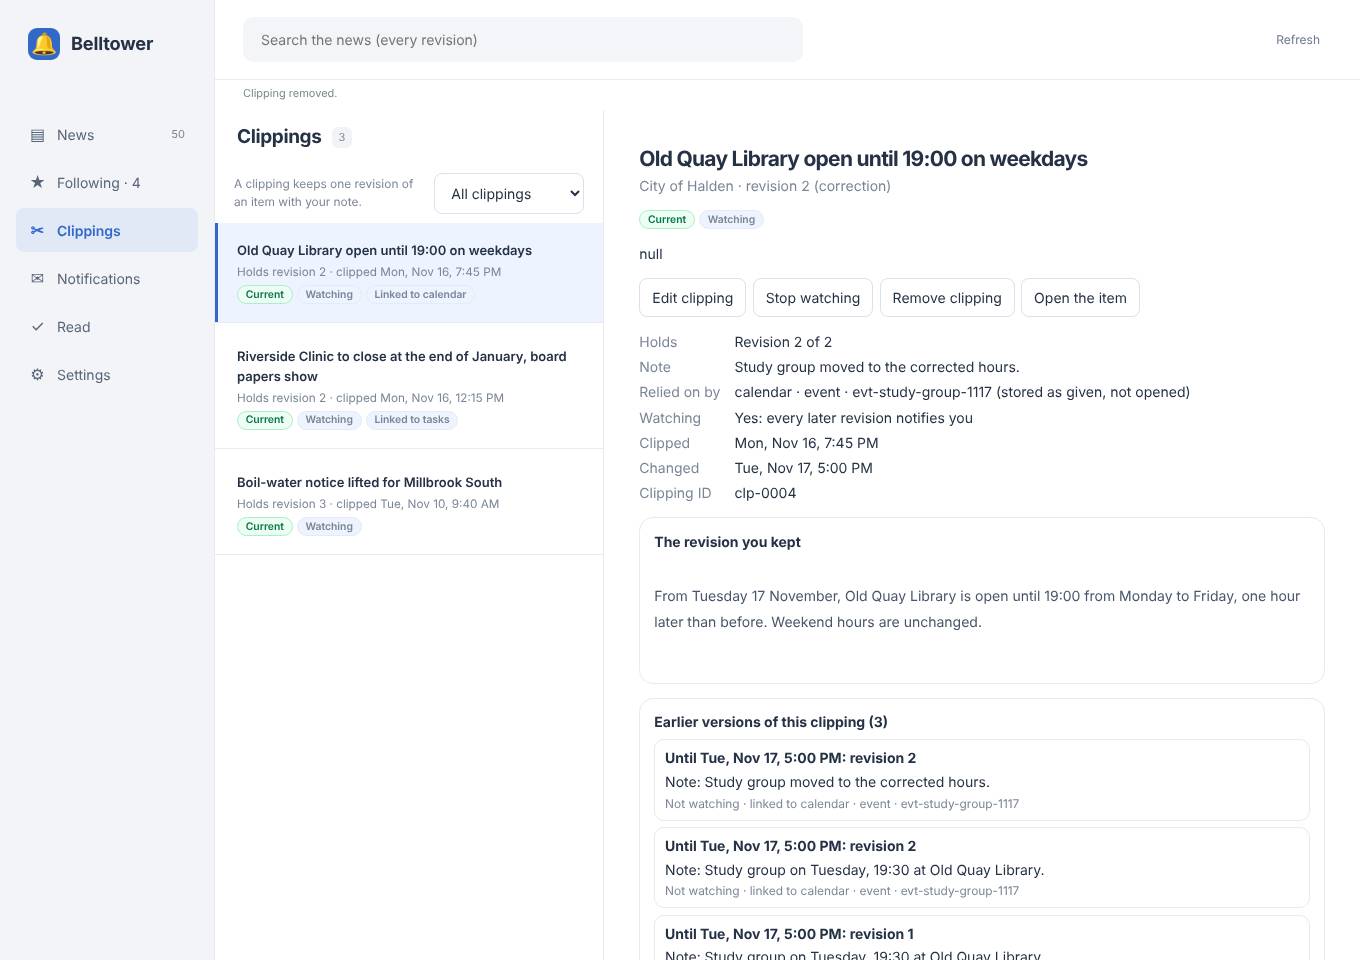 Belltower
Search the news (every revision)
Refresh
Clipping removed.
News 50
Following · 4
Clippings
Notifications
Read
Settings
Clippings 3
A clipping keeps one revision of
an item with your note.
All clippings
Old Quay Library open until 19:00 on weekdays
Holds revision 2 · clipped Mon, Nov 16, 7:45 PM
Current Watching Linked to calendar
Riverside Clinic to close at the end of January, board
papers show
Holds revision 2 · clipped Mon, Nov 16, 12:15 PM
Current Watching Linked to tasks
Boil-water notice lifted for Millbrook South
Holds revision 3 · clipped Tue, Nov 10, 9:40 AM
Current Watching
Old Quay Library open until 19:00 on weekdays
City of Halden · revision 2 (correction)
Current Watching
null
Edit clipping Stop watching Remove clipping Open the item
Holds Revision 2 of 2
Note Study group moved to the corrected hours.
Relied on by calendar · event · evt-study-group-1117 (stored as given, not opened)
Watching Yes: every later revision notifies you
Clipped Mon, Nov 16, 7:45 PM
Changed Tue, Nov 17, 5:00 PM
Clipping ID clp-0004
The revision you kept
From Tuesday 17 November, Old Quay Library is open until 19:00 from Monday to Friday, one hour
later than before. Weekend hours are unchanged.
Earlier versions of this clipping (3)
Until Tue, Nov 17, 5:00 PM: revision 2
Note: Study group moved to the corrected hours.
Not watching · linked to calendar · event · evt-study-group-1117
Until Tue, Nov 17, 5:00 PM: revision 2
Note: Study group on Tuesday, 19:30 at Old Quay Library.
Not watching · linked to calendar · event · evt-study-group-1117
Until Tue, Nov 17, 5:00 PM: revision 1
Note: Study group on Tuesday, 19:30 at Old Quay Library.